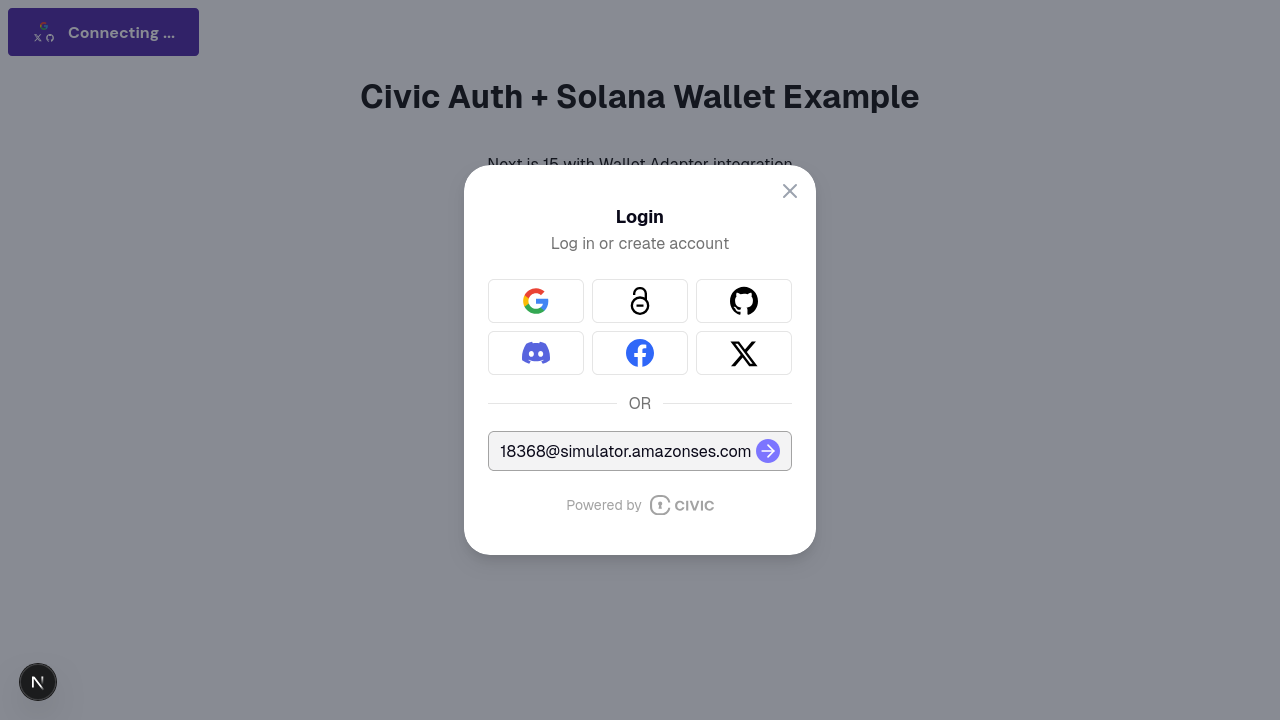 Connecting ...
Civic Auth + Solana Wallet Example
Next.js 15 with Wallet Adapter integration
Login
Log in or create account
OR
18368@simulator.amazonses.com
Powered by CIVIC
N